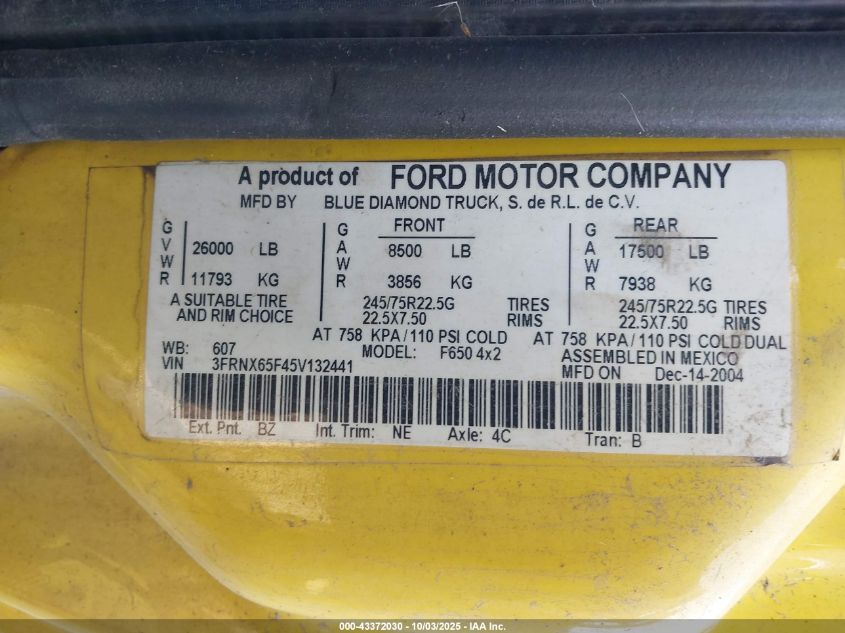 A product of FORD MOTOR COMPANY
MFD BY BLUE DIAMOND TRUCK, S. de R.L. de C.V.
GVWR 26000 LB
11793 KG
FRONT
GAWR 8500 LB
3856 KG
REAR
GAWR 17500 LB
7938 KG
A SUITABLE TIRE
AND RIM CHOICE
245/75R22.5G TIRES
22.5X7.50 RIMS
245/75R22.5G TIRES
22.5X7.50 RIMS
AT 758 KPA/110 PSI COLD
AT 758 KPA/110 PSI COLD DUAL
WB: 607
MODEL: F650 4x2
ASSEMBLED IN MEXICO
VIN 3FRNX65F45V132441
MFD ON Dec-14-2004
Ext. Pnt. BZ Int. Trim: NE Axle: 4C Tran: B
000-43372030 - 10/03/2025 - IAA Inc.